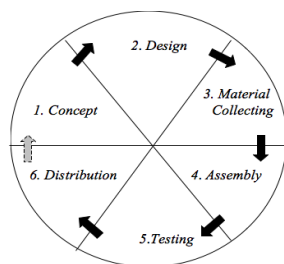 2. Design
3. Material
Collecting
4. Assembly
5.Testing
6. Distribution
1. Concept